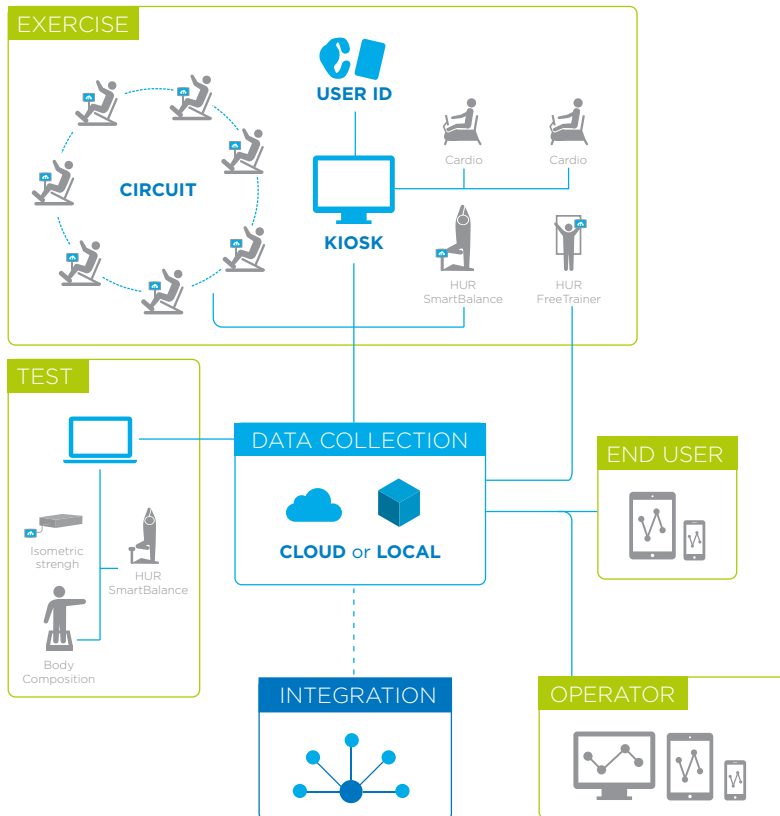 EXERCISE
USER ID
CIRCUIT
KIOSK
Cardio
Cardio
HUR
SmartBalance
HUR
FreeTrainer
TEST
Isometric
strengh
HUR
SmartBalance
Body
Composition
DATA COLLECTION
CLOUD or LOCAL
END USER
INTEGRATION
OPERATOR